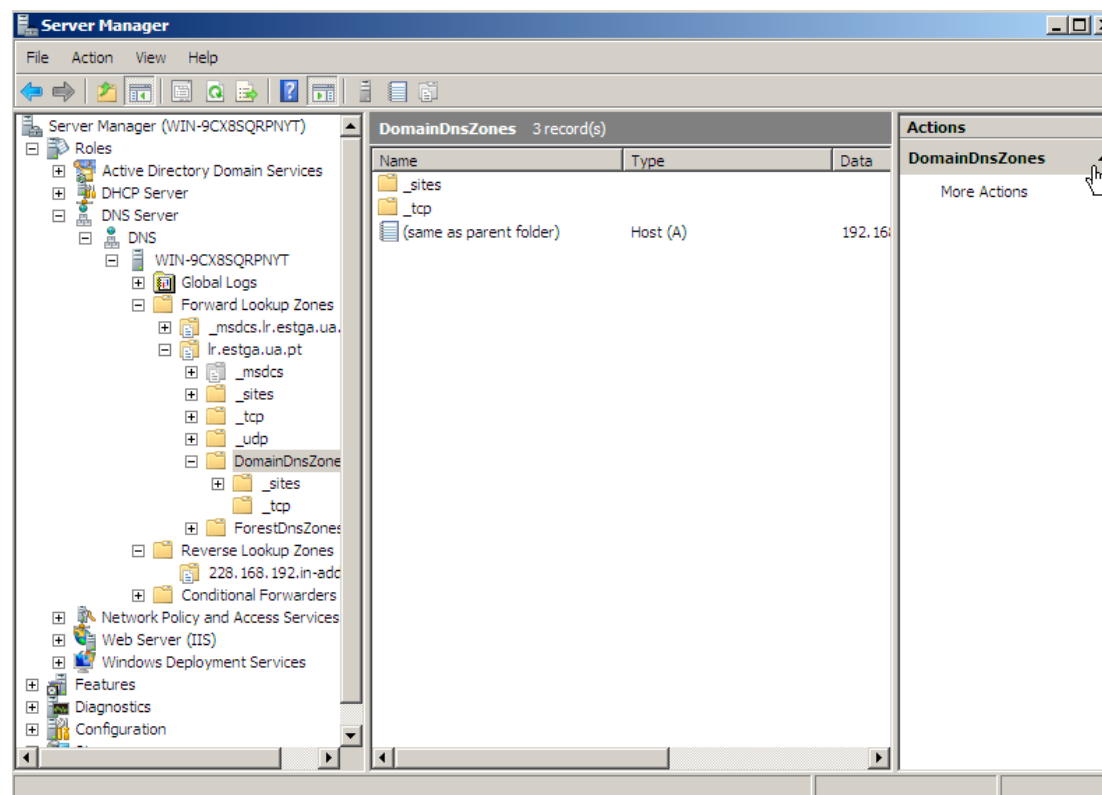 Server Manager
File Action View Help
Server Manager (WIN-9CX8SQRPNYT)
Roles
Active Directory Domain Services
DHCP Server
DNS Server
DNS
WIN-9CX8SQRPNYT
Global Logs
Forward Lookup Zones
_msdcs.lr.estga.ua.
lr.estga.ua.pt
_msdcs
_sites
_tcp
_udp
DomainDnsZone
_sites
_tcp
ForestDnsZones
Reverse Lookup Zones
228.168.192.in-add
Conditional Forwarders
Network Policy and Access Services
Web Server (IIS)
Windows Deployment Services
Features
Diagnostics
Configuration
DomainDnsZones 3 record(s)
Name Type Data
_sites
_tcp
(same as parent folder) Host (A) 192.168
Actions
DomainDnsZones
More Actions